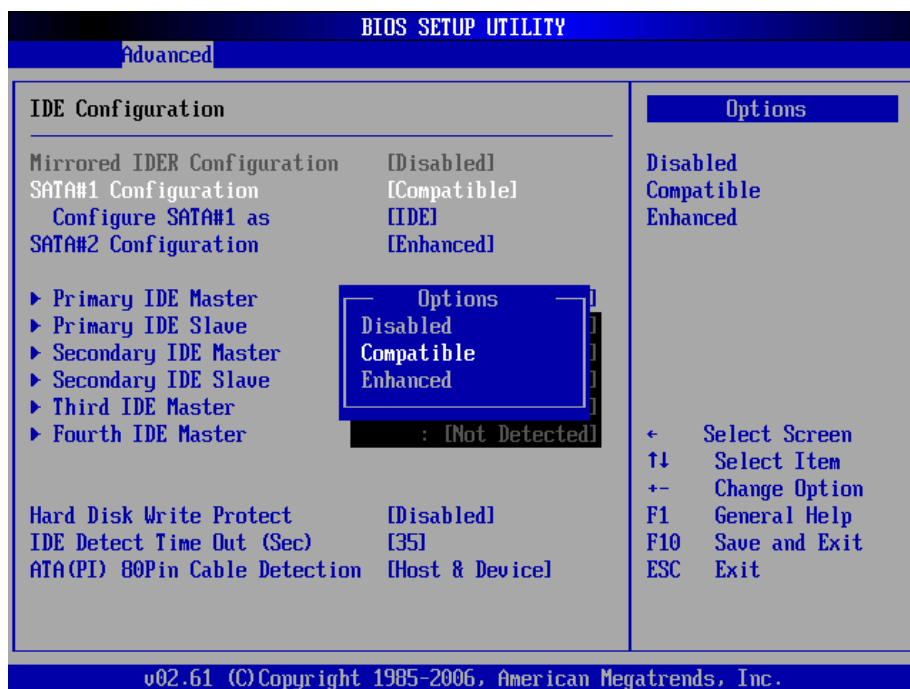 BIOS SETUP UTILITY
Advanced
IDE Configuration
Mirrored IDER Configuration [Disabled]
SATA#1 Configuration [Compatible]
Configure SATA#1 as [IDE]
SATA#2 Configuration [Enhanced]
▶ Primary IDE Master ]
▶ Primary IDE Slave ]
▶ Secondary IDE Master ]
▶ Secondary IDE Slave ]
▶ Third IDE Master ]
▶ Fourth IDE Master : [Not Detected]
Options
Disabled
Compatible
Enhanced
Hard Disk Write Protect [Disabled]
IDE Detect Time Out (Sec) [35]
ATA(PI) 80Pin Cable Detection [Host & Device]
Options
Disabled
Compatible
Enhanced
← Select Screen
↑↓ Select Item
+- Change Option
F1 General Help
F10 Save and Exit
ESC Exit
v02.61 (C)Copyright 1985-2006, American Megatrends, Inc.